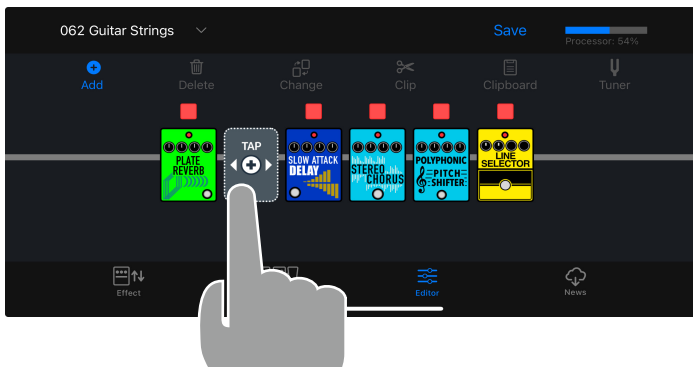 062 Guitar Strings
Save
Processor: 54%
Add
Delete
Change
Clip
Clipboard
Tuner
TAP
PLATE
REVERB
SLOW ATTACK
DELAY
STEREO
CHORUS
POLYPHONIC
PITCH
SHIFTER
LINE
SELECTOR
Effect
Editor
News